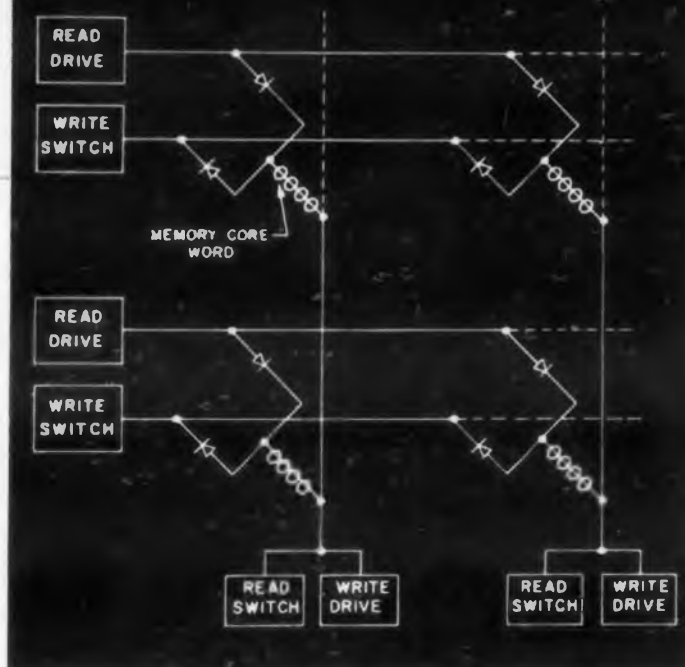 READ
DRIVE
WRITE
SWITCH
MEMORY CORE
WORD
READ
DRIVE
WRITE
SWITCH
READ
SWITCH
WRITE
DRIVE
READ
SWITCH
WRITE
DRIVE